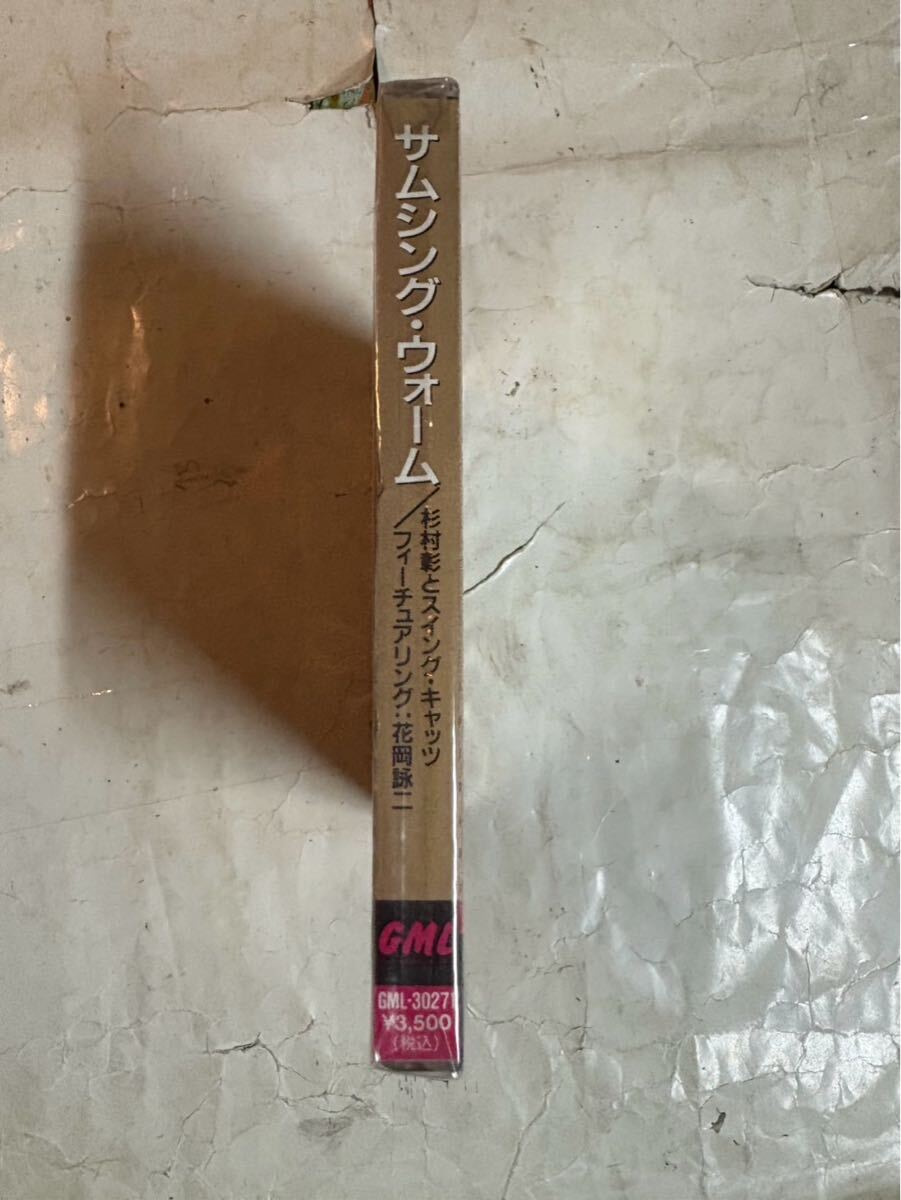 サムシング・ウォーム／
杉村彰とスイング・キャッツ
フィーチュアリング：花岡詠二
GML
GML-30271
¥3,500
(税込)